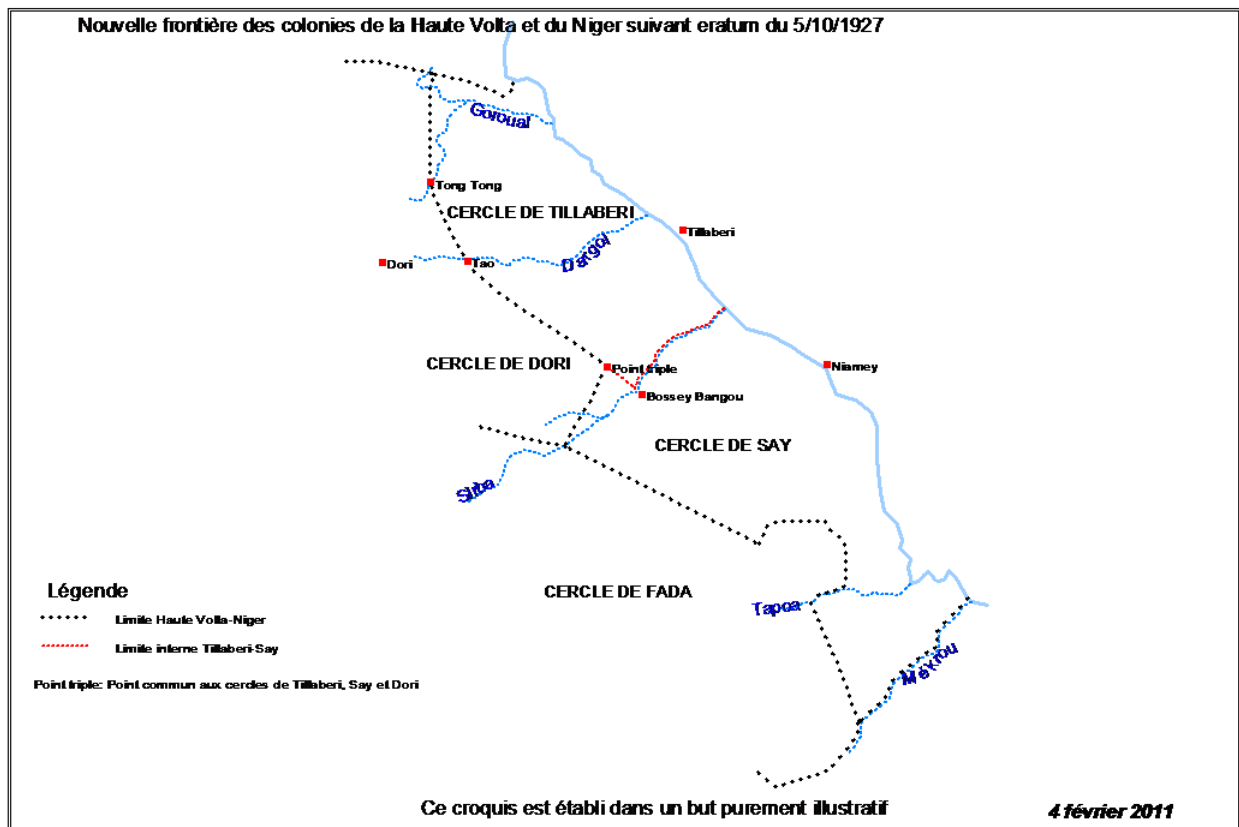 Nouvelle frontière des colonies de la Haute Volta et du Niger suivant eratum du 5/10/1927
Goroual
Tong Tong
CERCLE DE TILLABERI
Tillaberi
Dori
Tao
Dargol
CERCLE DE DORI
Point triple
Niamey
Bossey Bangou
CERCLE DE SAY
Sirba
Légende
CERCLE DE FADA
Tapoa
Limite Haute Volta-Niger
Limite interne Tillaberi-Say
Mékrou
Point triple: Point commun aux cercles de Tillaberi, Say et Dori
Ce croquis est établi dans un but purement illustratif
4 février 2011